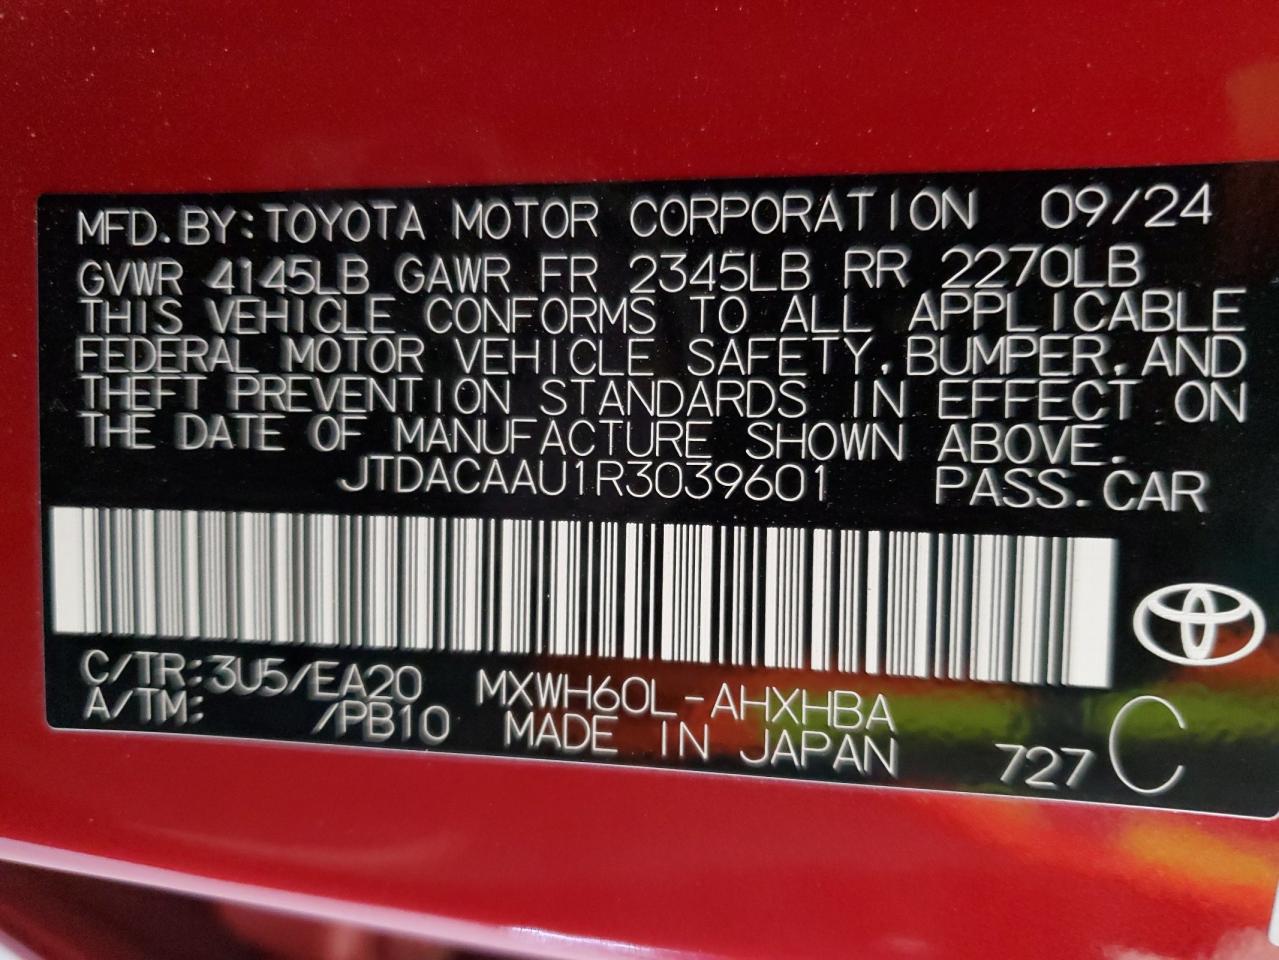 MFD. BY: TOYOTA MOTOR CORPORATION 09/24
GVWR 4145LB GAWR FR 2345LB RR 2270LB
THIS VEHICLE CONFORMS TO ALL APPLICABLE
FEDERAL MOTOR VEHICLE SAFETY, BUMPER, AND
THEFT PREVENTION STANDARDS IN EFFECT ON
THE DATE OF MANUFACTURE SHOWN ABOVE.
JTDACAAU1R3039601 PASS. CAR
C/TR: 3U5/EA20 MXWH60L-AHXHBA
A/TM: /PB10 MADE IN JAPAN 727 C